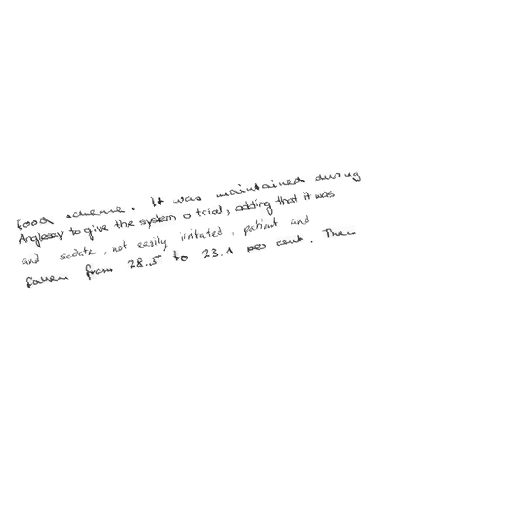 food scheme. It was maintained during
Anglesey to give the system a trial, adding that it was
and sedate, not easily irritated, patient and
fallen from 28.5 to 23.1 per cent. Then